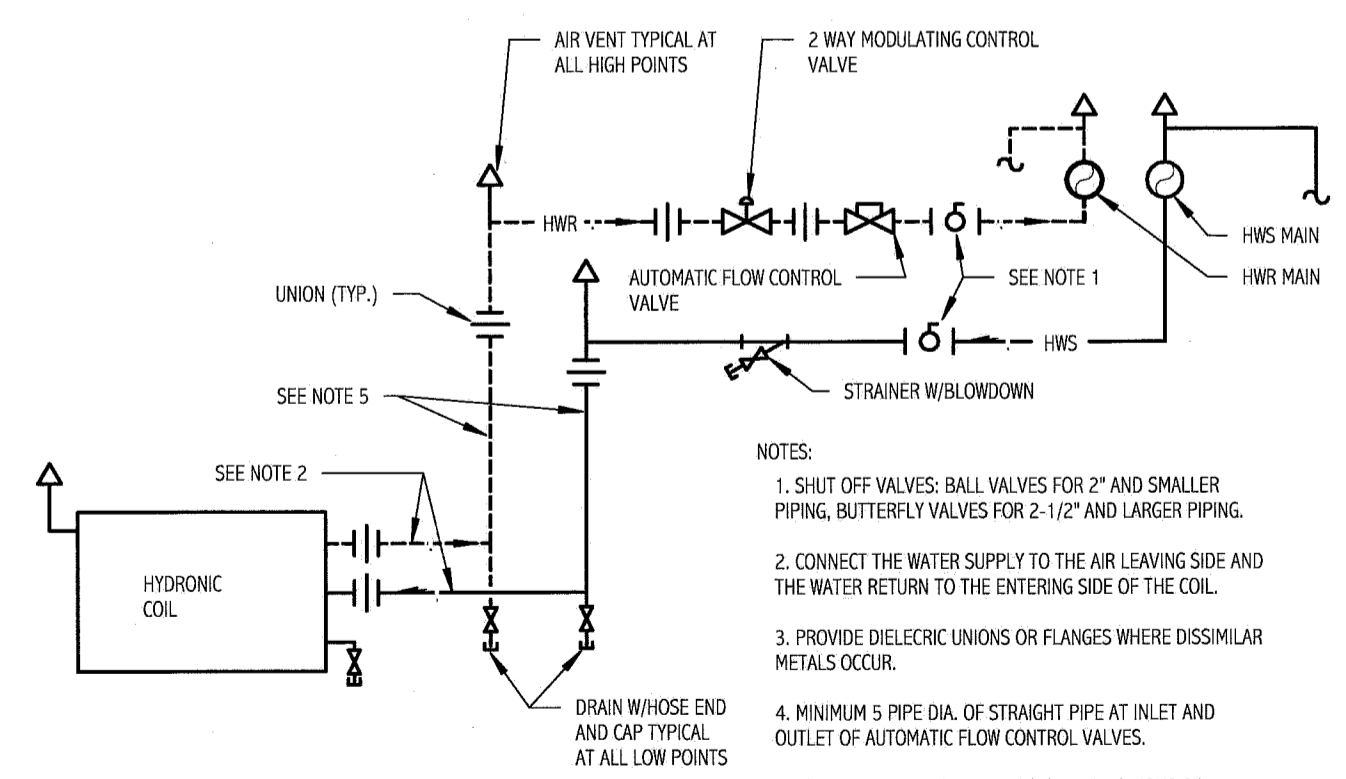 AIR VENT TYPICAL AT
ALL HIGH POINTS
2 WAY MODULATING CONTROL
VALVE
HWR
HWS MAIN
HWR MAIN
AUTOMATIC FLOW CONTROL
VALVE
SEE NOTE 1
UNION (TYP.)
HWS
STRAINER W/BLOWDOWN
SEE NOTE 5
SEE NOTE 2
HYDRONIC
COIL
DRAIN W/HOSE END
AND CAP TYPICAL
AT ALL LOW POINTS
NOTES:
1. SHUT OFF VALVES: BALL VALVES FOR 2" AND SMALLER
PIPING, BUTTERFLY VALVES FOR 2-1/2" AND LARGER PIPING.
2. CONNECT THE WATER SUPPLY TO THE AIR LEAVING SIDE AND
THE WATER RETURN TO THE ENTERING SIDE OF THE COIL.
3. PROVIDE DIELECRIC UNIONS OR FLANGES WHERE DISSIMILAR
METALS OCCUR.
4. MINIMUM 5 PIPE DIA. OF STRAIGHT PIPE AT INLET AND
OUTLET OF AUTOMATIC FLOW CONTROL VALVES.